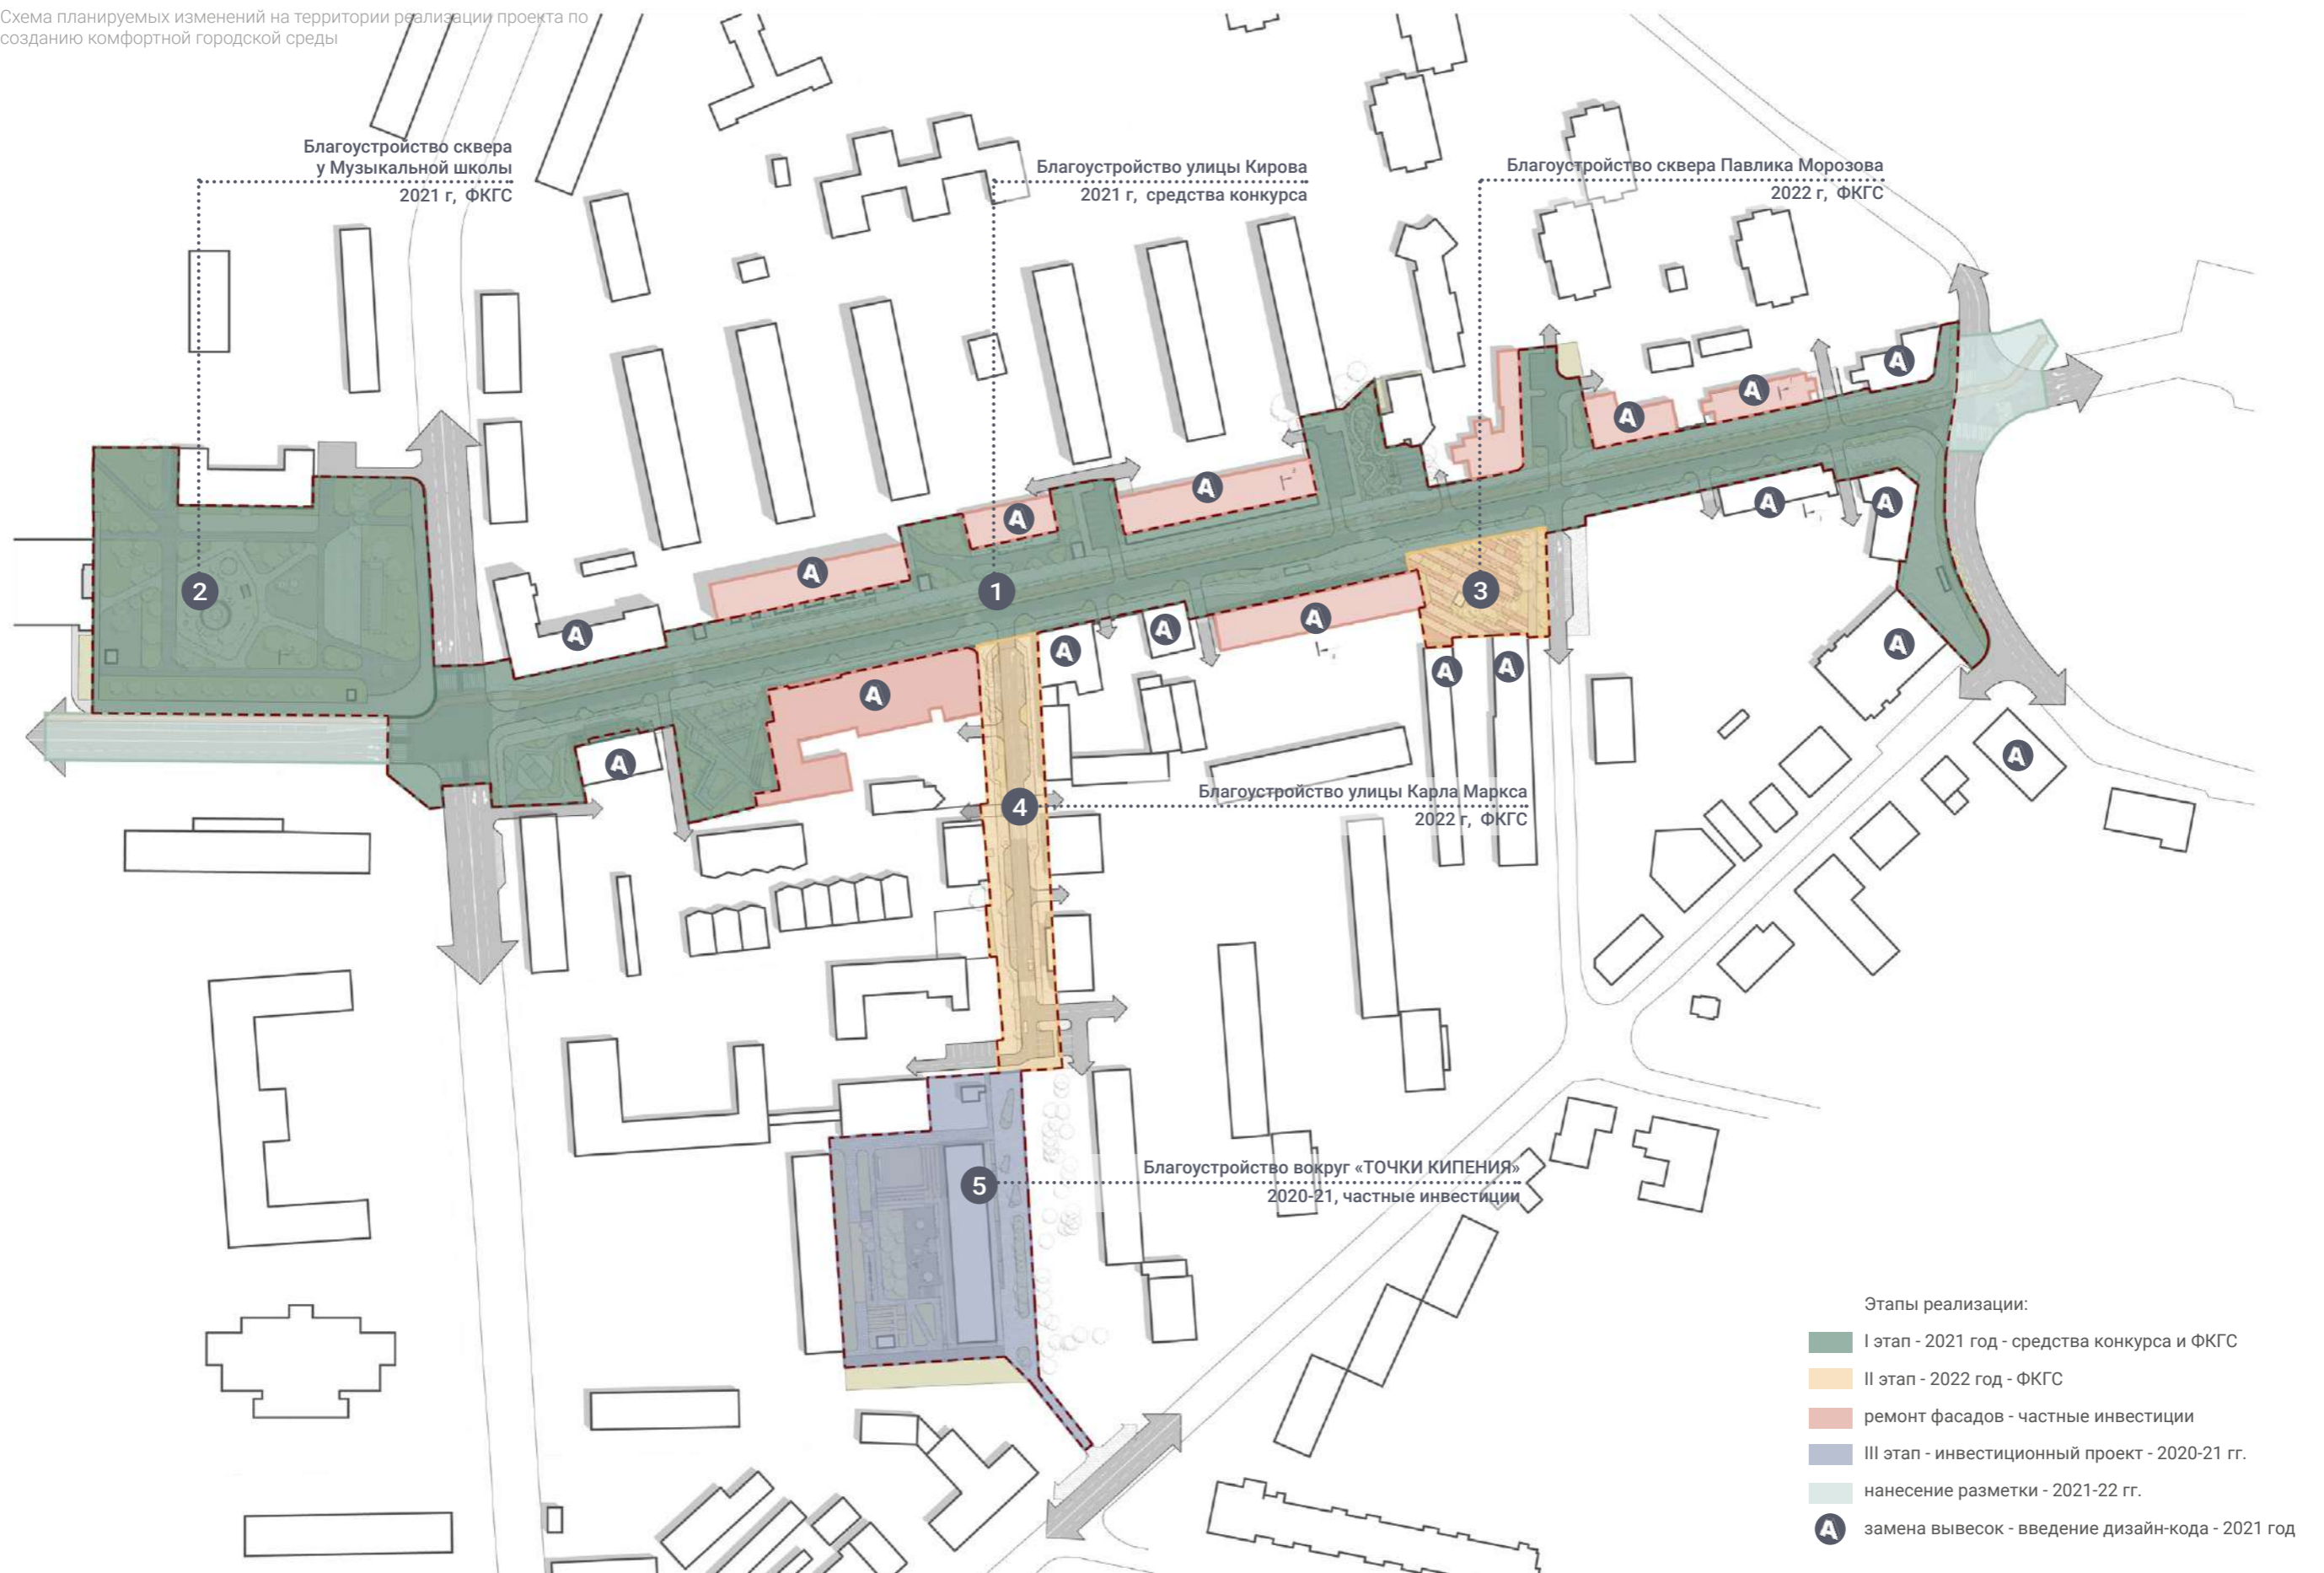 Схема планируемых изменений на территории реализации проекта по
созданию комфортной городской среды
Благоустройство сквера
у Музыкальной школы
2021 г, ФКГС
Благоустройство улицы Кирова
2021 г, средства конкурса
Благоустройство сквера Павлика Морозова
2022 г, ФКГС
А
А
А
А
А
А
А
А
А
2
1
3
А
А
А
А
А
А
А
А
А
А
4
Благоустройство улицы Карла Маркса
2022 г, ФКГС
5
Благоустройство вокруг «ТОЧКИ КИПЕНИЯ»
2020-21, частные инвестиции
Этапы реализации:
I этап - 2021 год - средства конкурса и ФКГС
II этап - 2022 год - ФКГС
ремонт фасадов - частные инвестиции
III этап - инвестиционный проект - 2020-21 гг.
нанесение разметки - 2021-22 гг.
А замена вывесок - введение дизайн-кода - 2021 год